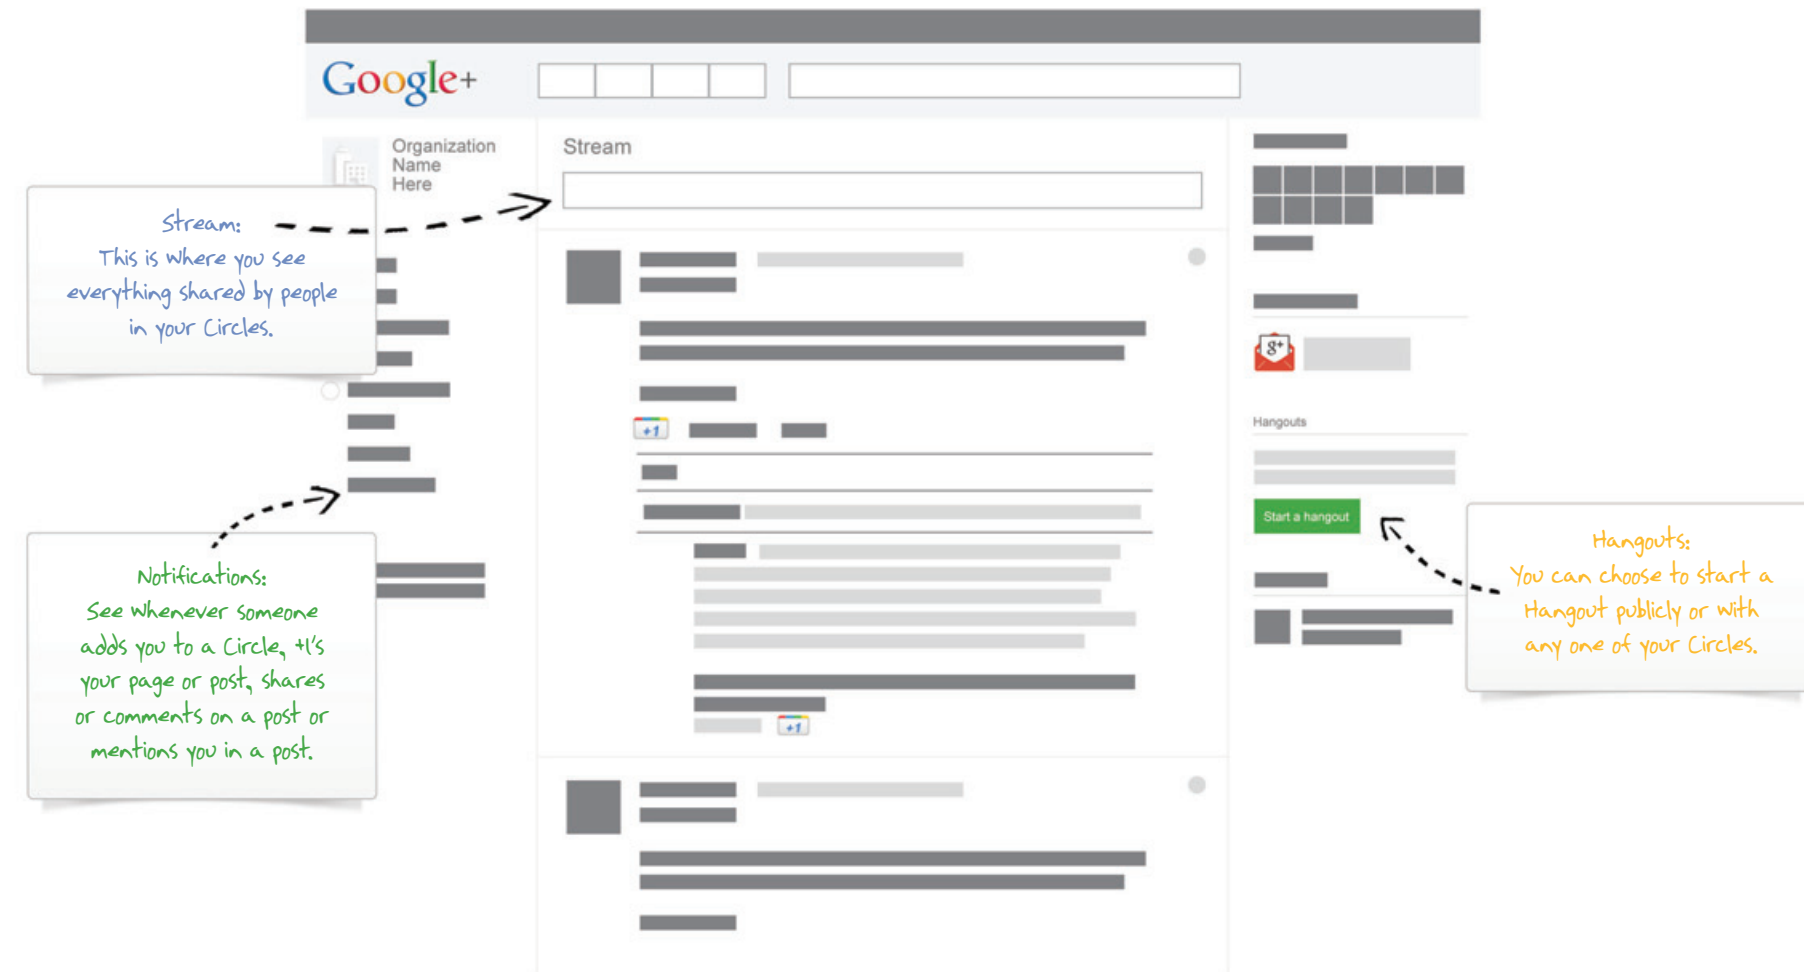 Google+
Organization
Name
Here
Stream
Stream:
This is where you see
everything shared by people
in your Circles.
g+
+1
Hangouts
Start a hangout
Notifications:
See whenever someone
adds you to a Circle, +1's
your page or post, shares
or comments on a post or
mentions you in a post.
Hangouts:
You can choose to start a
Hangout publicly or with
any one of your Circles.
+1